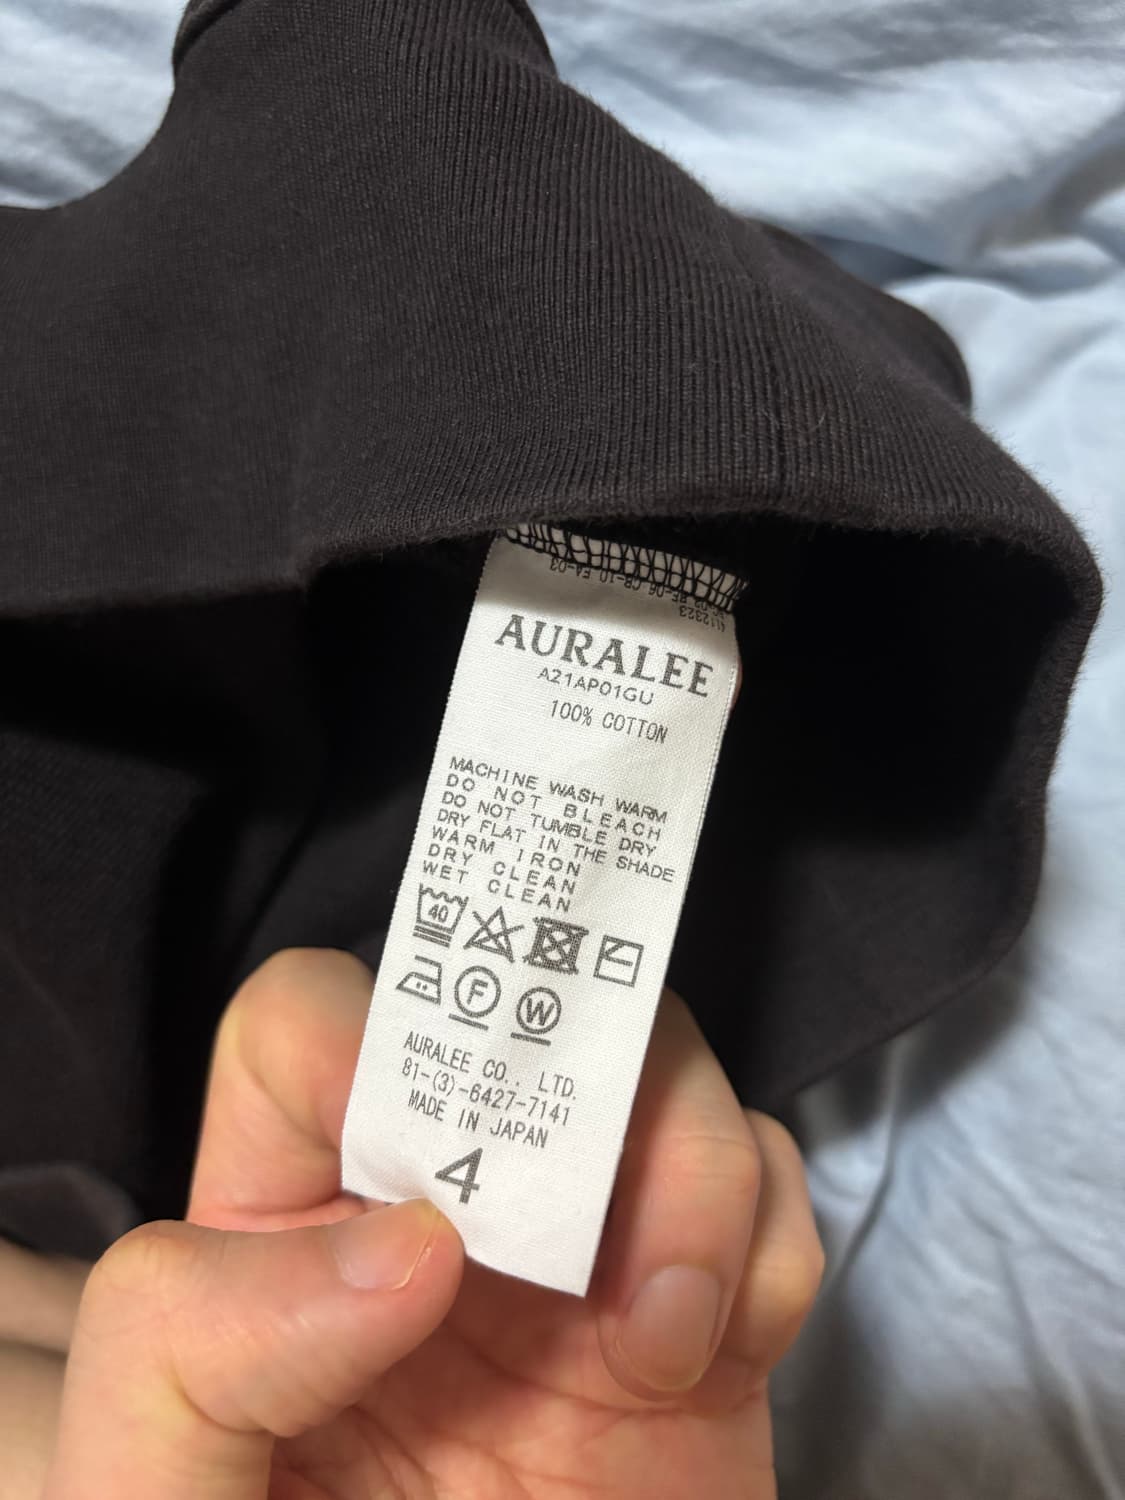 AURALEE
A21AP01GU
100% COTTON
MACHINE WASH WARM
DO NOT BLEACH
DO NOT TUMBLE DRY
DRY FLAT IN THE SHADE
WARM IRON
DRY CLEAN
WET CLEAN
40
F
W
AURALEE CO., LTD.
81-(3)-6427-7141
MADE IN JAPAN
4